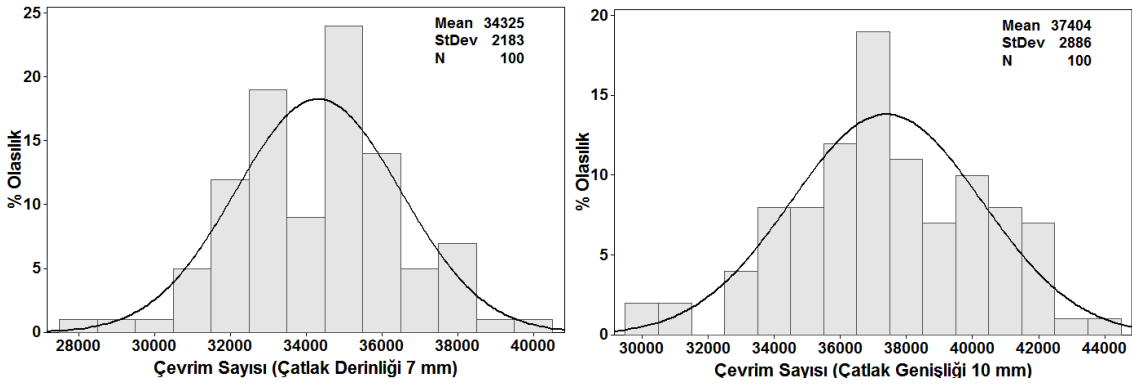 25
20
15
10
5
0
% Olasılık
Mean 34325
StDev 2183
N 100
28000 30000 32000 34000 36000 38000 40000
Çevrim Sayısı (Çatlak Derinliği 7 mm)
20
15
10
5
0
% Olasılık
Mean 37404
StDev 2886
N 100
30000 32000 34000 36000 38000 40000 42000 44000
Çevrim Sayısı (Çatlak Genişliği 10 mm)